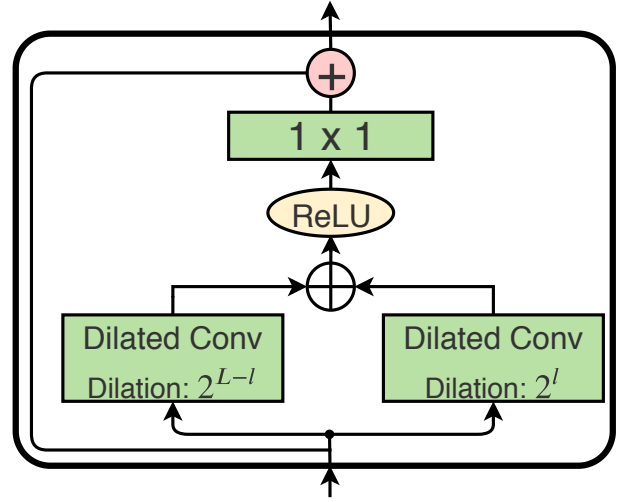 +
1 x 1
ReLU
Dilated Conv
Dilation: 2^{L-l}
Dilated Conv
Dilation: 2^{l}